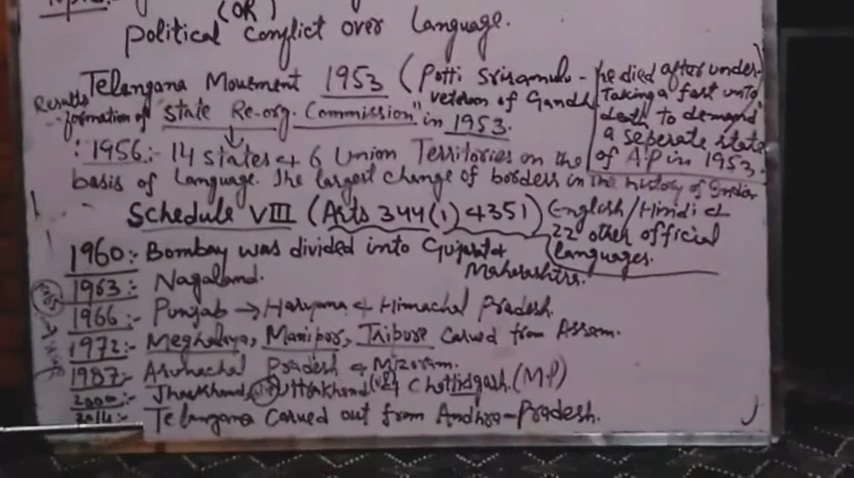 Topic:
(OR)
political conflict over Language.
Telangana Movment 1953 (Potti Sriramulu - veteran of Gandhi
he died after under-
Taking a fast unto
death to demand
a seperate state
of A.P in 1953.
Results formation of "state Re-org. Commission" in 1953.
: 1956:- 14 states & 6 Union Territories on the
basis of Language. The largest change of borders in the history of India.
Schedule VIII (Arts 344(1) & 351)
English/Hindi &
22 other official
languages.
1960:- Bombay was divided into Gujrat &
Maharashtra.
1963:- Nagaland.
1966:- Punjab → Haryana & Himachal Pradesh.
1972:- Meghalaya, Manipor, Tripura Carved from Assam.
1987:- Arunachal Pradesh & Mizoram.
2000:- Jharkhand, Uttrakhand & Chattisgarh. (MP)
2014:- Telangana Carved out from Andhra-Pradesh.